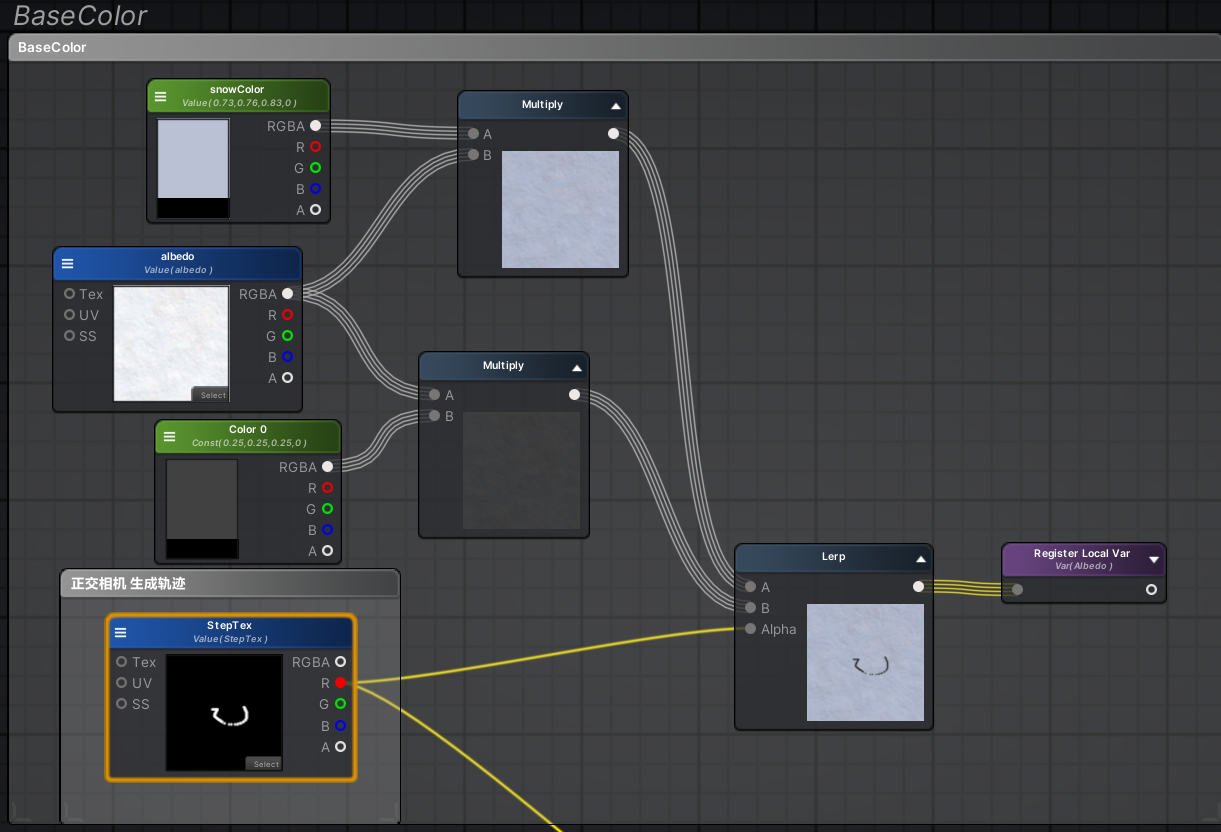 BaseColor
BaseColor
snowColor
Value( 0.73,0.76,0.83,0 )
RGBA
R
G
B
A
Multiply
A
B
albedo
Value( albedo )
Tex
UV
SS
RGBA
R
G
B
A
Select
Multiply
A
B
Color 0
Const( 0.25,0.25,0.25,0 )
RGBA
R
G
B
A
Lerp
A
B
Alpha
Register Local Var
Var( Albedo )
正交相机 生成轨迹
StepTex
Value( StepTex )
Tex
UV
SS
RGBA
R
G
B
A
Select